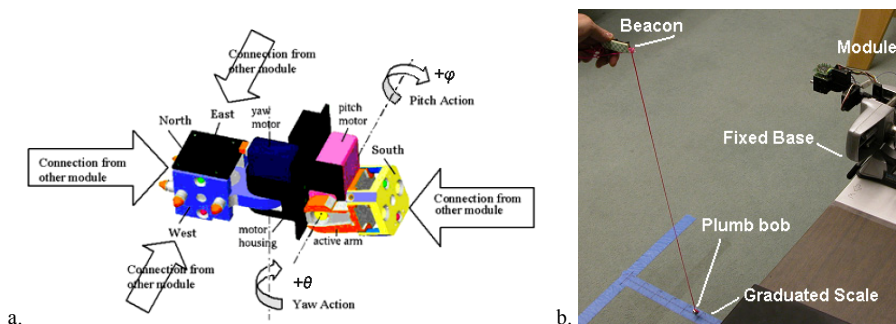 Connection from
other module
+φ
Pitch Action
North
East
yaw
motor
pitch
motor
South
Connection from
other module
Connection from
other module
West
motor
housing
active arm
Connection from
other module
+θ
Yaw Action
a.
Beacon
Module
Fixed Base
Plumb bob
Graduated Scale
b.